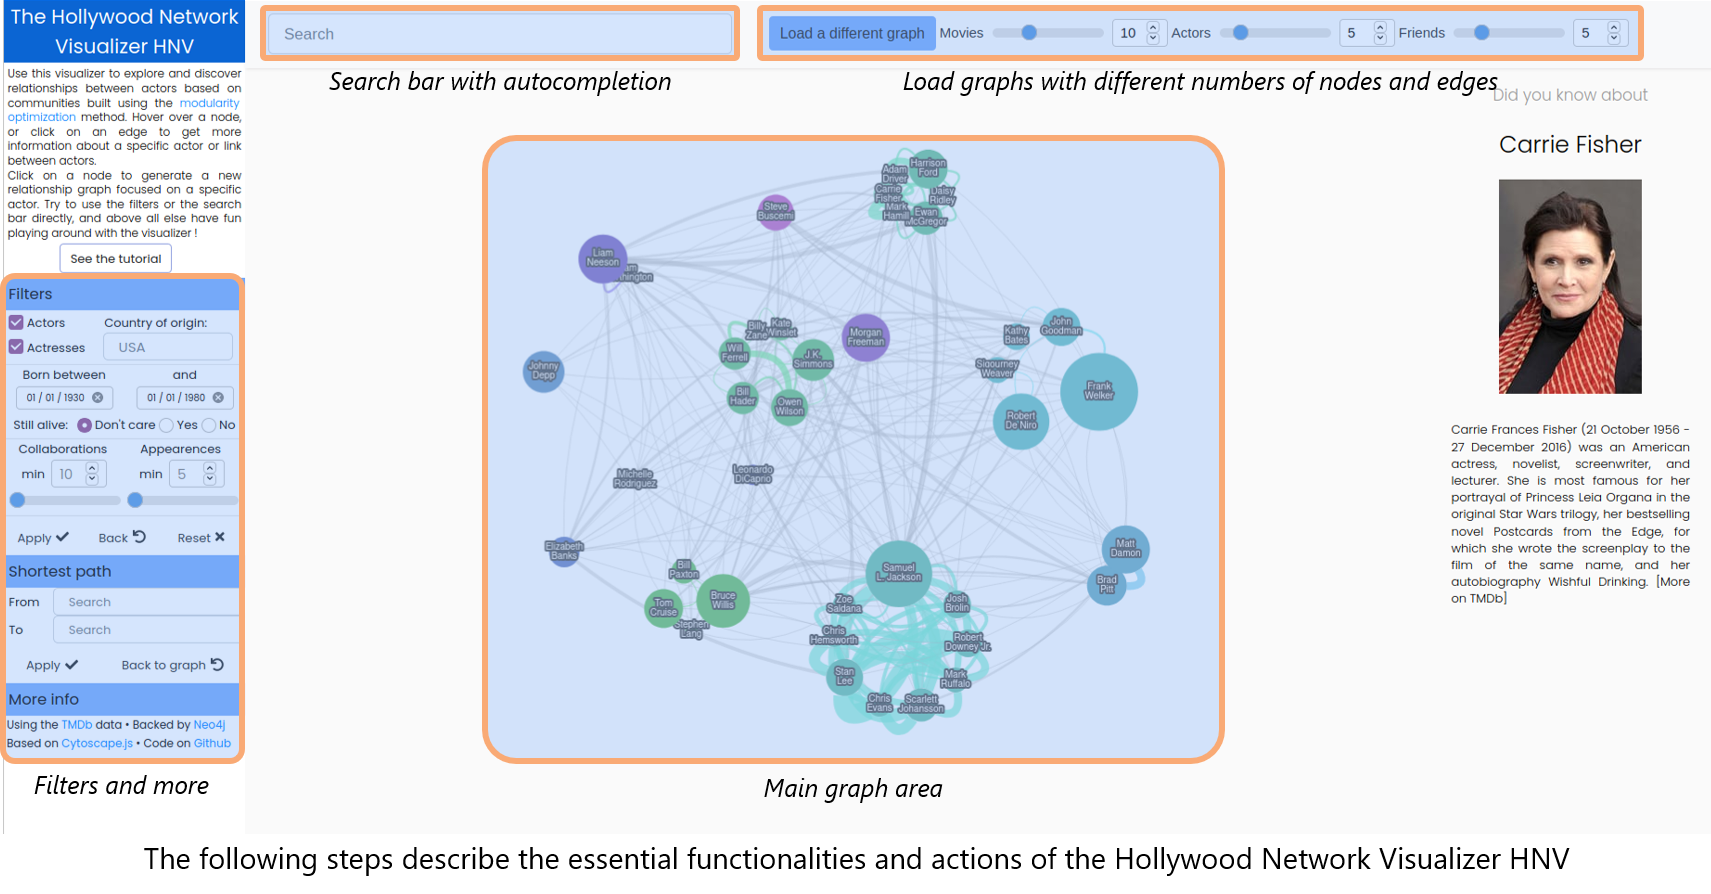 The Hollywood Network
Visualizer HNV
Use this visualizer to explore and discover
relationships between actors based on
communities built using the modularity
optimization method. Hover over a node,
or click on an edge to get more
information about a specific actor or link
between actors.
Click on a node to generate a new
relationship graph focused on a specific
actor. Try to use the filters or the search
bar directly, and above all else have fun
playing around with the visualizer !
See the tutorial
Filters
Actors Country of origin:
Actresses USA
Born between and
01 / 01 / 1930 01 / 01 / 1980
Still alive: Don't care Yes No
Collaborations Appearences
min 10 min 5
Apply Back Reset
Shortest path
From Search
To Search
Apply Back to graph
More info
Using the TMDb data • Backed by Neo4j
Based on Cytoscape.js • Code on Github
Filters and more
Search
Search bar with autocompletion
Load a different graph Movies 10 Actors 5 Friends 5
Load graphs with different numbers of nodes and edges
Adam
Driver
Harrison
Ford
Carrie
Fisher
Daisy
Ridley
Mark
Hamill
Ewan
McGregor
Steve
Buscemi
Liam
Neeson
Billy
Zane
Kate
Winslet
Morgan
Freeman
Will
Ferrell
J.K.
Simmons
Kathy
Bates
John
Goodman
Sigourney
Weaver
Johnny
Depp
Bill
Hader
Owen
Wilson
Frank
Welker
Robert
De Niro
Michelle
Rodriguez
Leonardo
DiCaprio
Elizabeth
Banks
Matt
Damon
Brad
Pitt
Bill
Paxton
Tom
Cruise
Bruce
Willis
Stephen
Lang
Samuel
L. Jackson
Zoe
Saldana
Josh
Brolin
Chris
Hemsworth
Robert
Downey Jr.
Stan
Lee
Mark
Ruffalo
Chris
Evans
Scarlett
Johansson
Main graph area
Did you know about
Carrie Fisher
Carrie Frances Fisher (21 October 1956 -
27 December 2016) was an American
actress, novelist, screenwriter, and
lecturer. She is most famous for her
portrayal of Princess Leia Organa in the
original Star Wars trilogy, her bestselling
novel Postcards from the Edge, for
which she wrote the screenplay to the
film of the same name, and her
autobiography Wishful Drinking. [More
on TMDb]
The following steps describe the essential functionalities and actions of the Hollywood Network Visualizer HNV